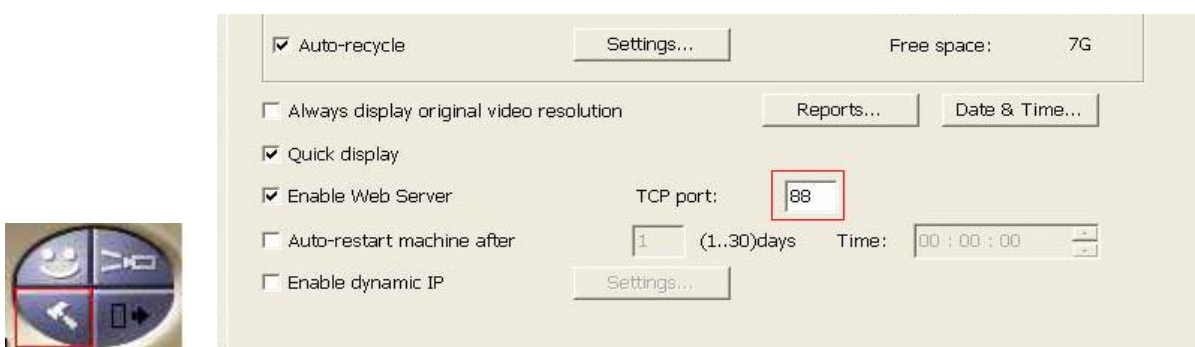 Auto-recycle Settings... Free space: 7G
Always display original video resolution Reports... Date & Time...
Quick display
Enable Web Server TCP port: 88
Auto-restart machine after 1 (1..30)days Time: 00 : 00 : 00
Enable dynamic IP Settings...